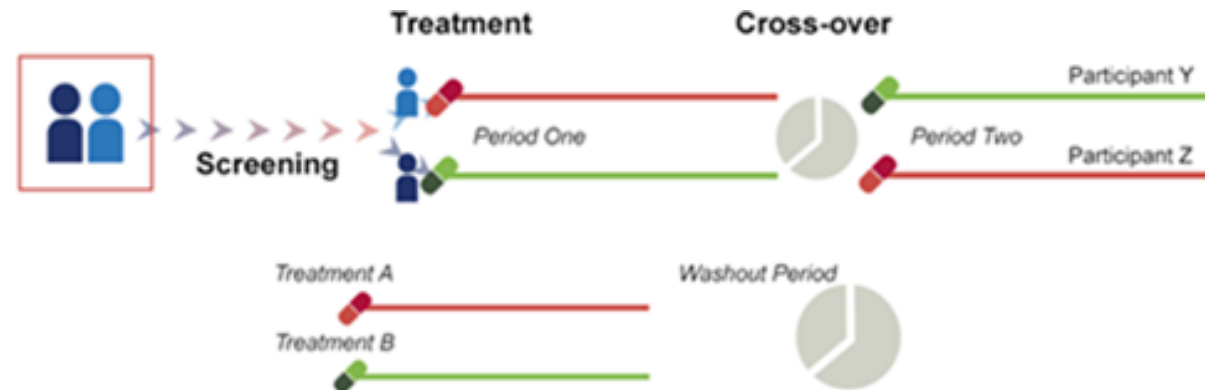 Treatment
Cross-over
Participant Y
Period One
Period Two
Screening
Participant Z
Treatment A
Washout Period
Treatment B